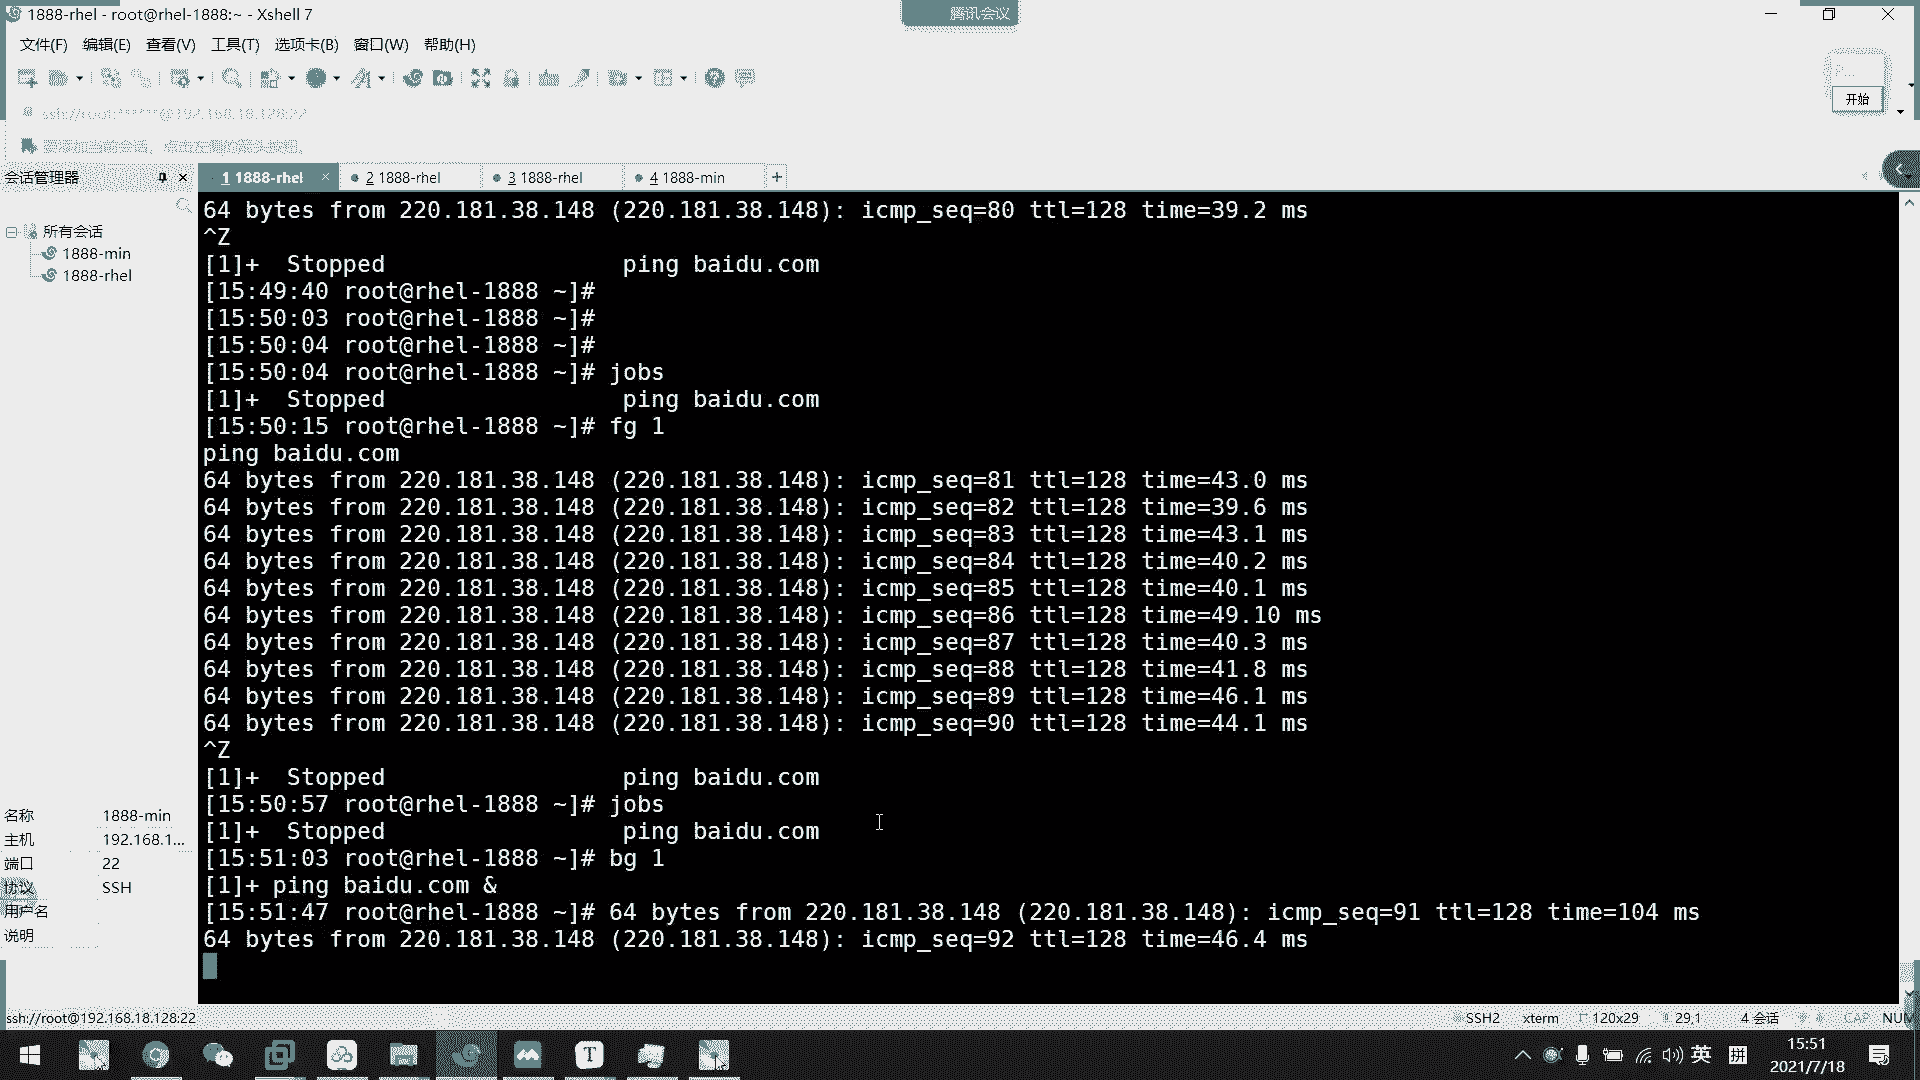 1888-rhel - root@rhel-1888:~ - Xshell 7
腾讯会议
文件(F) 编辑(E) 查看(V) 工具(T) 选项卡(B) 窗口(W) 帮助(H)
开始
ssh://root:******@192.168.18.128:22
会话管理器
1 1888-rhel
2 1888-rhel
3 1888-rhel
4 1888-min
所有会话
1888-min
1888-rhel
64 bytes from 220.181.38.148 (220.181.38.148): icmp_seq=80 ttl=128 time=39.2 ms
^Z
[1]+  Stopped                 ping baidu.com
[15:49:40 root@rhel-1888 ~]#
[15:50:03 root@rhel-1888 ~]#
[15:50:04 root@rhel-1888 ~]#
[15:50:04 root@rhel-1888 ~]# jobs
[1]+  Stopped                 ping baidu.com
[15:50:15 root@rhel-1888 ~]# fg 1
ping baidu.com
64 bytes from 220.181.38.148 (220.181.38.148): icmp_seq=81 ttl=128 time=43.0 ms
64 bytes from 220.181.38.148 (220.181.38.148): icmp_seq=82 ttl=128 time=39.6 ms
64 bytes from 220.181.38.148 (220.181.38.148): icmp_seq=83 ttl=128 time=43.1 ms
64 bytes from 220.181.38.148 (220.181.38.148): icmp_seq=84 ttl=128 time=40.2 ms
64 bytes from 220.181.38.148 (220.181.38.148): icmp_seq=85 ttl=128 time=40.1 ms
64 bytes from 220.181.38.148 (220.181.38.148): icmp_seq=86 ttl=128 time=49.10 ms
64 bytes from 220.181.38.148 (220.181.38.148): icmp_seq=87 ttl=128 time=40.3 ms
64 bytes from 220.181.38.148 (220.181.38.148): icmp_seq=88 ttl=128 time=41.8 ms
64 bytes from 220.181.38.148 (220.181.38.148): icmp_seq=89 ttl=128 time=46.1 ms
64 bytes from 220.181.38.148 (220.181.38.148): icmp_seq=90 ttl=128 time=44.1 ms
^Z
[1]+  Stopped                 ping baidu.com
[15:50:57 root@rhel-1888 ~]# jobs
[1]+  Stopped                 ping baidu.com
[15:51:03 root@rhel-1888 ~]# bg 1
[1]+ ping baidu.com &
[15:51:47 root@rhel-1888 ~]# 64 bytes from 220.181.38.148 (220.181.38.148): icmp_seq=91 ttl=128 time=104 ms
64 bytes from 220.181.38.148 (220.181.38.148): icmp_seq=92 ttl=128 time=46.4 ms
名称 1888-min
主机 192.168.1...
端口 22
协议 SSH
用户名
说明
ssh://root@192.168.18.128:22
SSH2 xterm 120x29 29,1 4 会话 CAP NUM
英 拼
15:51
2021/7/18